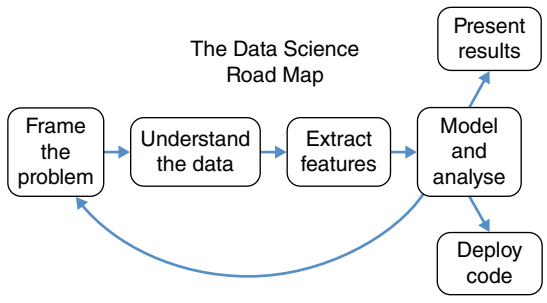 The Data Science
Road Map
Frame
the
problem
Understand
the data
Extract
features
Model
and
analyse
Present
results
Deploy
code